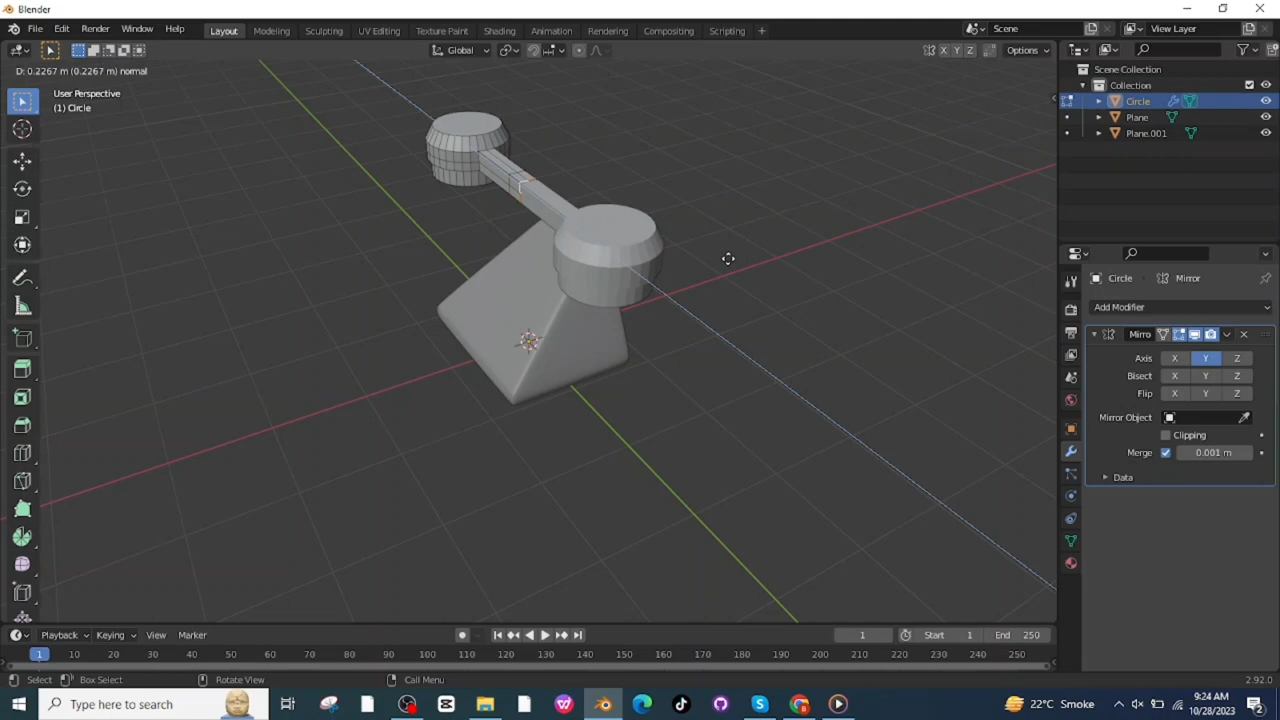 Blender
File Edit Render Window Help
Layout Modeling Sculpting UV Editing Texture Paint Shading Animation Rendering Compositing Scripting +
Scene
View Layer
Global
X Y Z
Options
D: 0.2267 m (0.2267 m) normal
User Perspective
(1) Circle
Scene Collection
Collection
Circle
Plane
Plane.001
Circle
Mirror
Add Modifier
Mirro
Axis X Y Z
Bisect X Y Z
Flip X Y Z
Mirror Object
Clipping
Merge 0.001 m
Data
Playback Keying View Marker
1
Start 1
End 250
1 10 20 30 40 50 60 70 80 90 100 110 120 130 140 150 160 170 180 190 200 210 220 230 240 250
Select
Box Select
Rotate View
Call Menu
2.92.0
Type here to search
22°C Smoke
9:24 AM
10/28/2023
2